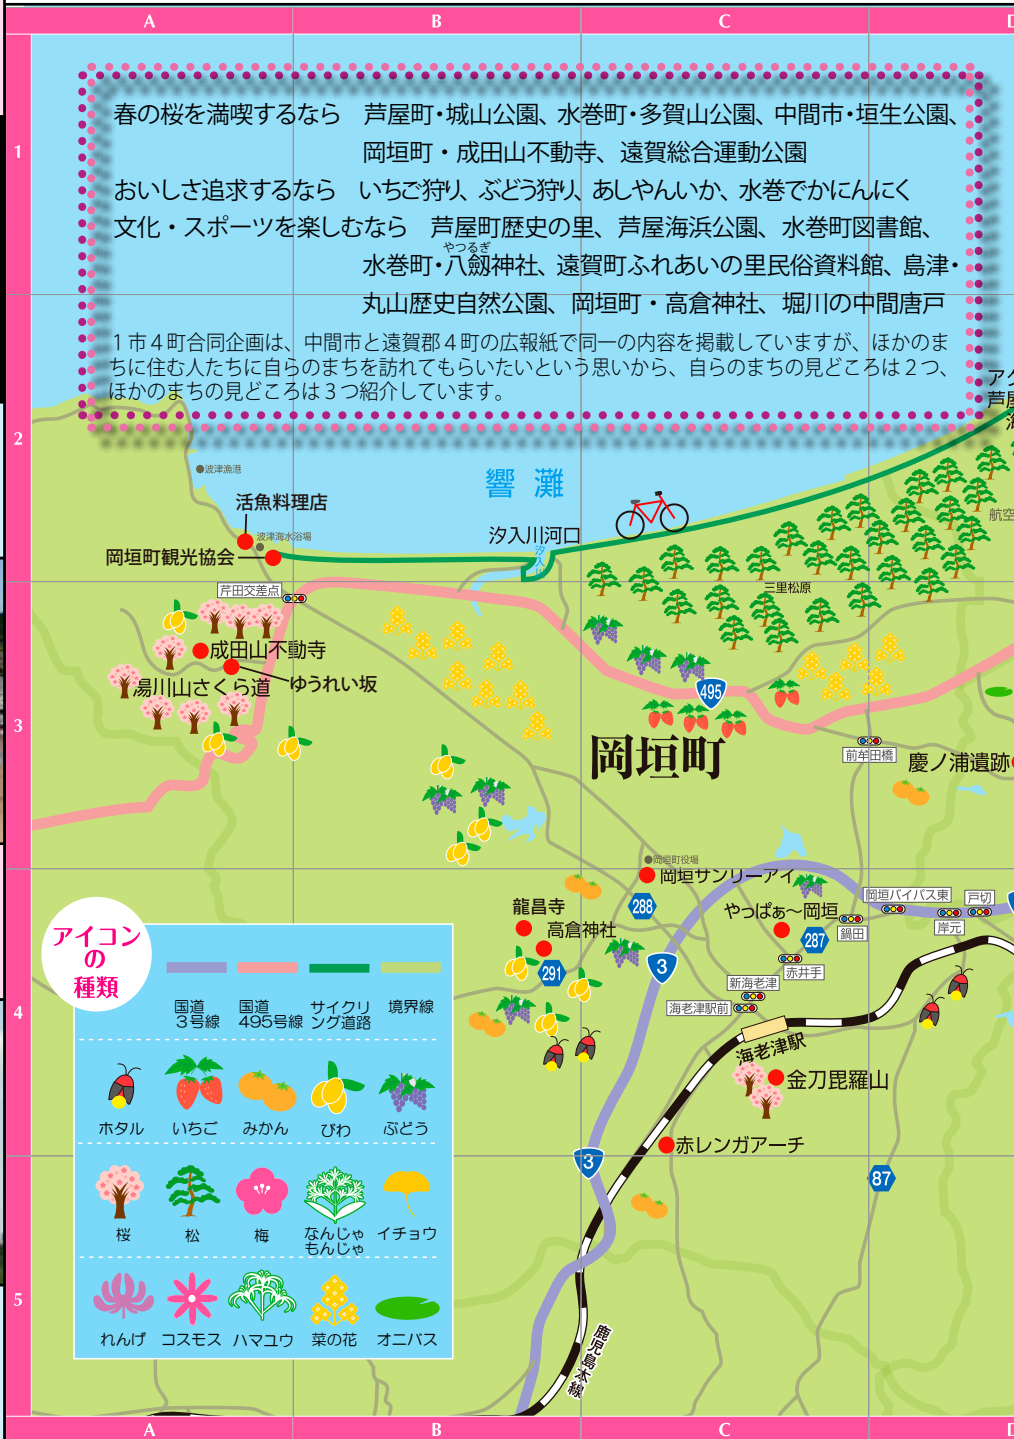 A B C D
1
春の桜を満喫するなら 芦屋町・城山公園、水巻町・多賀山公園、中間市・垣生公園、
岡垣町・成田山不動寺、遠賀総合運動公園
おいしさ追求するなら いちご狩り、ぶどう狩り、あしやんいか、水巻でかにんにく
文化・スポーツを楽しむなら 芦屋町歴史の里、芦屋海浜公園、水巻町図書館、
やつるぎ
水巻町・八劔神社、遠賀町ふれあいの里民俗資料館、島津・
丸山歴史自然公園、岡垣町・高倉神社、堀川の中間唐戸
1市4町合同企画は、中間市と遠賀郡4町の広報紙で同一の内容を掲載していますが、ほかのま
ちに住む人たちに自らのまちを訪れてもらいたいという思いから、自らのまちの見どころは2つ、
ほかのまちの見どころは3つ紹介しています。
アク
芦屋
海
2
波津漁港
響灘
活魚料理店
航空
汐入川河口
波津海水浴場
汐入川
岡垣町観光協会
芹田交差点
三里松原
成田山不動寺
ゆうれい坂
湯川山さくら道
495
3
岡垣町
前牟田橋
慶ノ浦遺跡
岡垣町役場
岡垣サンリーアイ
岡垣バイパス東
戸切
龍昌寺
288
やっぱぁ〜岡垣
高倉神社
鍋田
岸元
287
291
3
赤井手
新海老津
海老津駅前
4
海老津駅
金刀毘羅山
赤レンガアーチ
3
87
5
鹿児島本線
アイコン
の
種類
国道
3号線
国道
495号線
サイクリ
ング道路
境界線
ホタル いちご みかん びわ ぶどう
桜 松 梅 なんじゃ
もんじゃ イチョウ
れんげ コスモス ハマユウ 菜の花 オニバス
A B C D